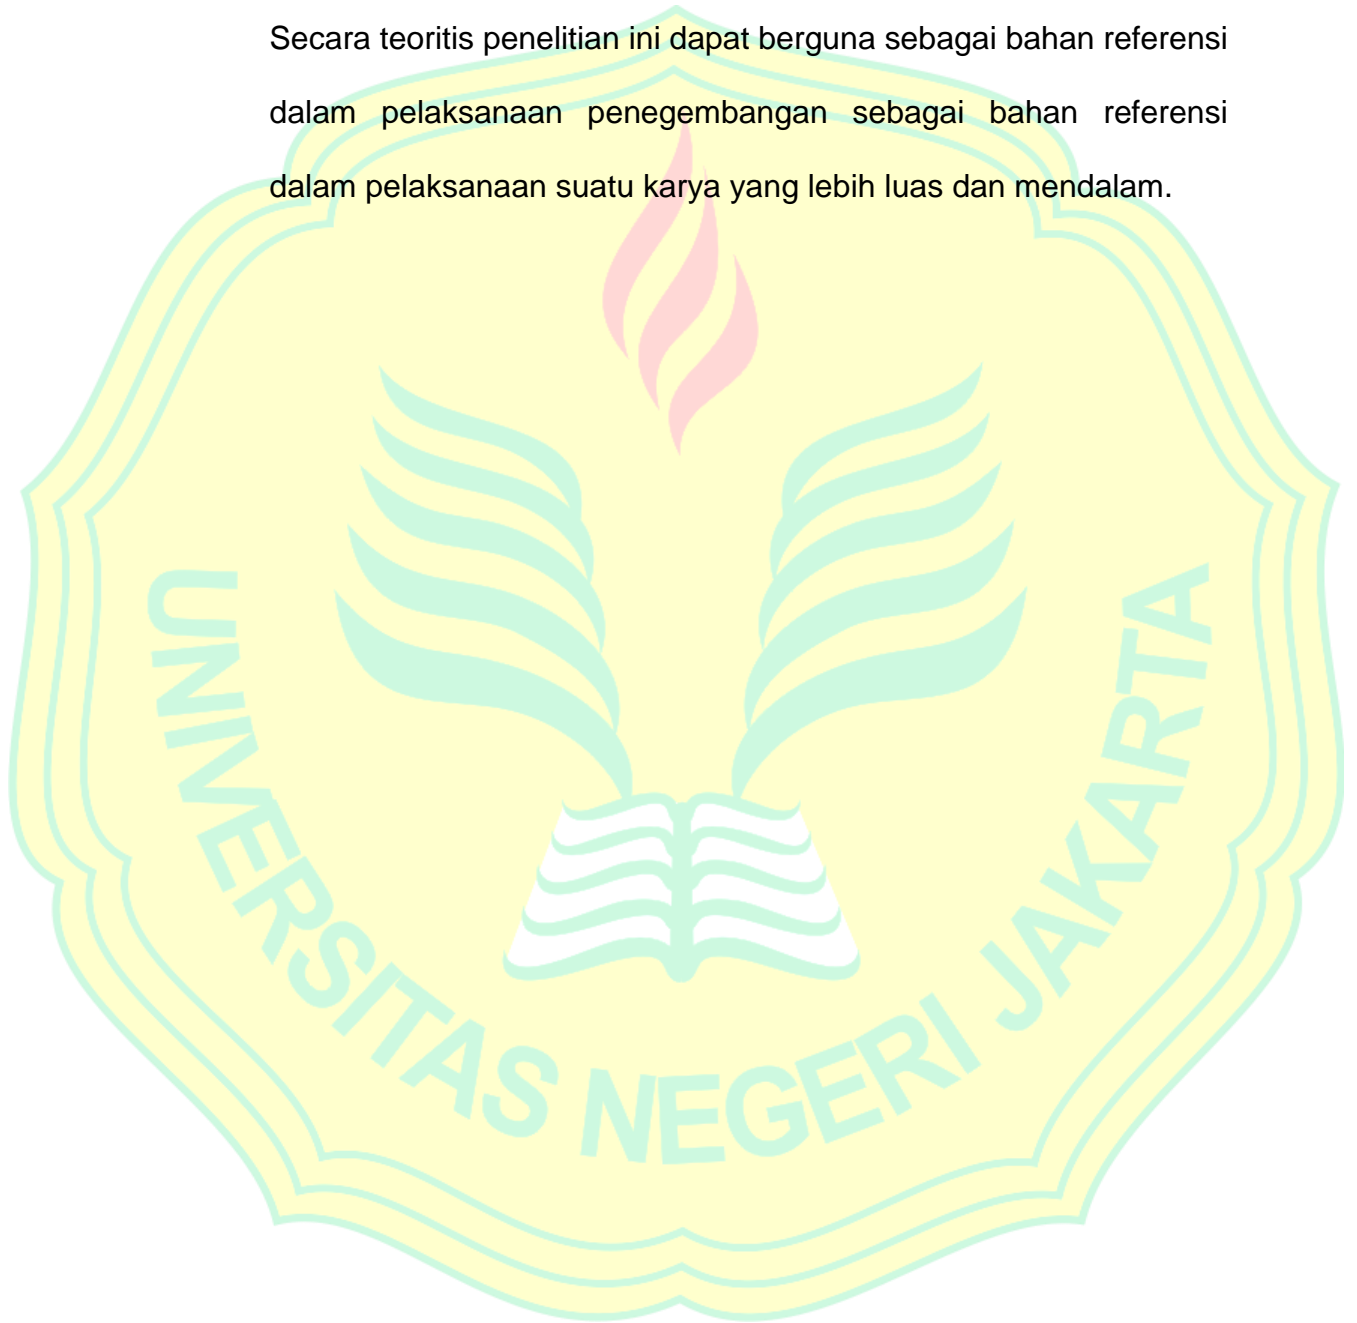 Secara teoritis penelitian ini dapat berguna sebagai bahan referensi
dalam pelaksanaan penegembangan sebagai bahan referensi
dalam pelaksanaan suatu karya yang lebih luas dan mendalam.
UNIVERSITAS NEGERI JAKARTA